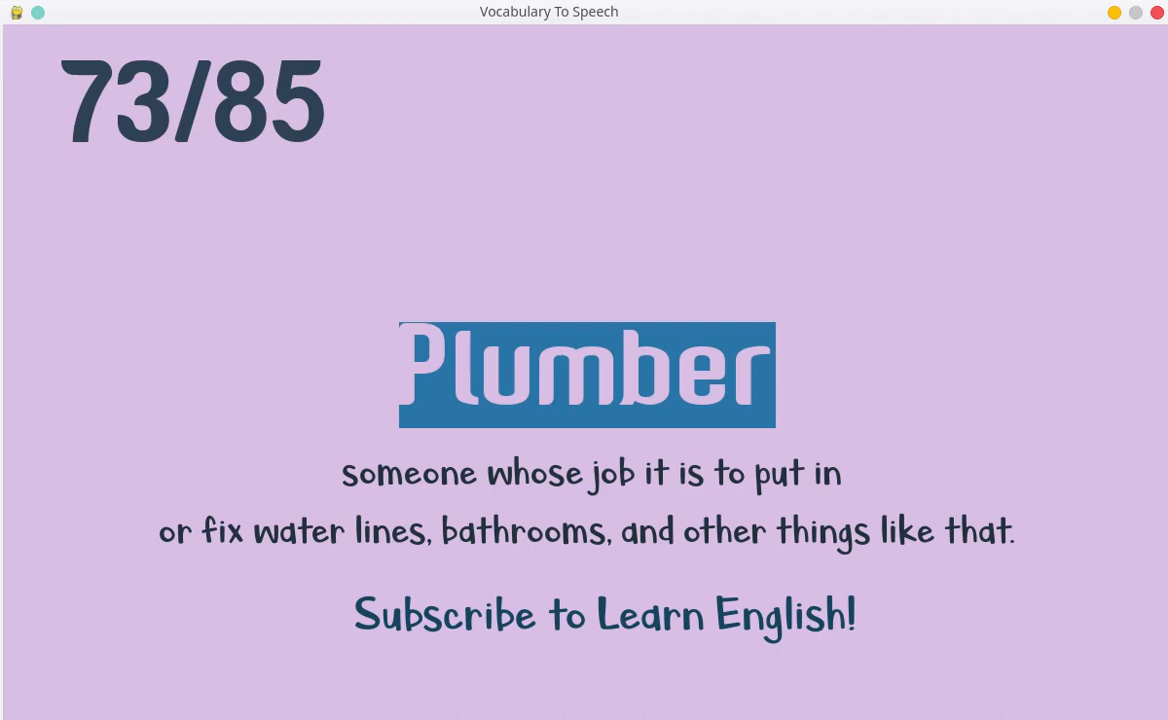 Vocabulary To Speech
73/85
Plumber
someone whose job it is to put in
or fix water lines, bathrooms, and other things like that.
Subscribe to Learn English!